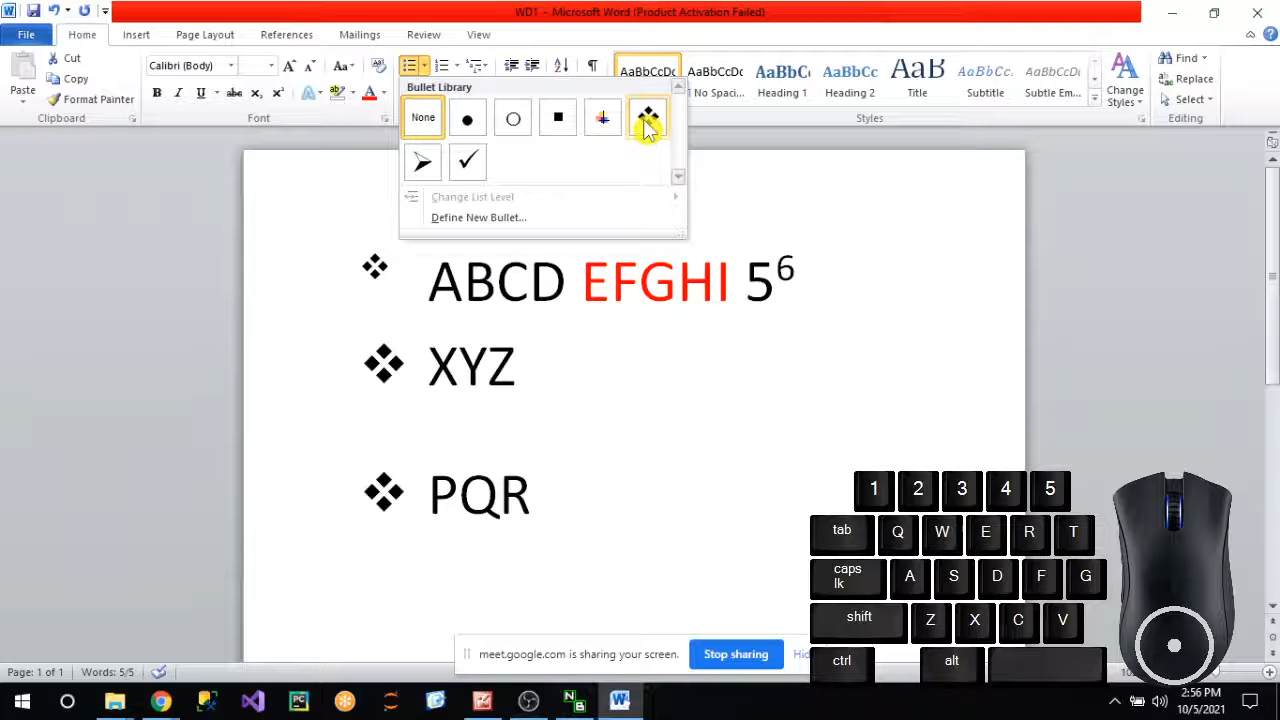 WD1 - Microsoft Word (Product Activation Failed)
File Home Insert Page Layout References Mailings Review View
Cut
Copy
Format Painter
Paste
Clipboard
Calibri (Body)
Aa
B I U abc x₂ x² A A
Font
Bullet Library
None
Change List Level
Define New Bullet...
AaBbCcDc AaBbCcDc AaBbC AaBbCc AaB AaBbCc. AaBbCcDc
No Spaci... Heading 1 Heading 2 Title Subtitle Subtle Em...
Styles
Change
Styles
Find
Replace
Select
Editing
❖ ABCD EFGHI 5⁶
❖ XYZ
❖ PQR
1 2 3 4 5
tab Q W E R T
caps
lk A S D F G
shift Z X C V
ctrl alt
meet.google.com is sharing your screen. Stop sharing
Page: 1 of 1 Words: 5/5
2:56 PM
10/5/2021